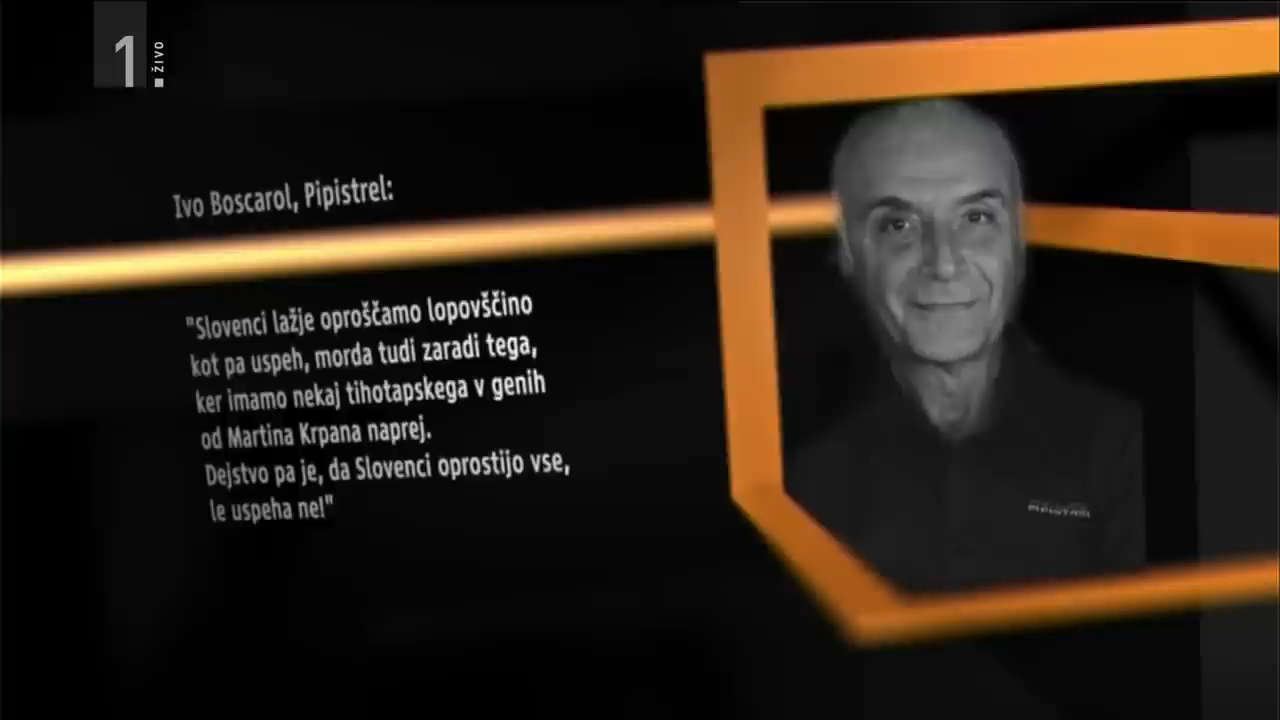 1
ŽIVO
Ivo Boscarol, Pipistrel:
"Slovenci lažje oproščamo lopovščino
kot pa uspeh, morda tudi zaradi tega,
ker imamo nekaj tihotapskega v genih
od Martina Krpana naprej.
Dejstvo pa je, da Slovenci oprostijo vse,
le uspeha ne!"